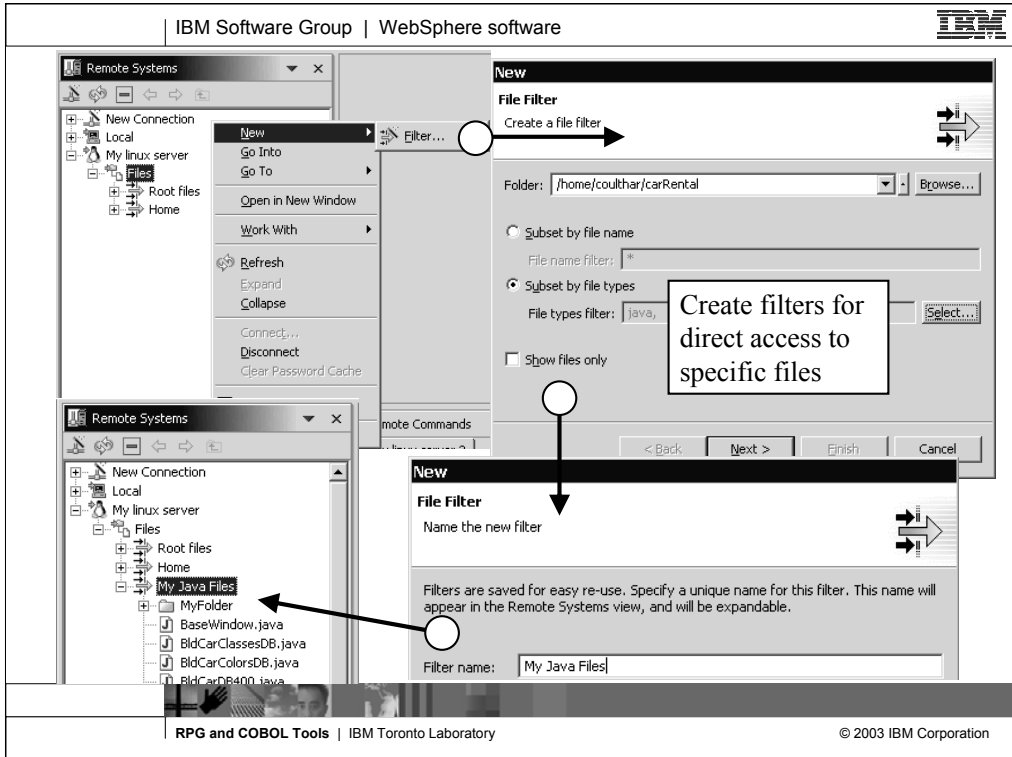 IBM Software Group | WebSphere software
IBM
Remote Systems
New Connection
Local
My linux server
Files
Root files
Home
New
Go Into
Go To
Open in New Window
Work With
Refresh
Expand
Collapse
Connect...
Disconnect
Clear Password Cache
Filter...
mote Commands
New
File Filter
Create a file filter
Folder: /home/coulthar/carRental Browse...
Subset by file name
File name filter: *
Subset by file types
File types filter: java, Select...
Show files only
Create filters for
direct access to
specific files
< Back Next > Finish Cancel
Remote Systems
New Connection
Local
My linux server
Files
Root files
Home
My Java Files
MyFolder
BaseWindow.java
BldCarClassesDB.java
BldCarColorsDB.java
BldCarDB400.java
New
File Filter
Name the new filter
Filters are saved for easy re-use. Specify a unique name for this filter. This name will
appear in the Remote Systems view, and will be expandable.
Filter name: My Java Files
RPG and COBOL Tools | IBM Toronto Laboratory
© 2003 IBM Corporation